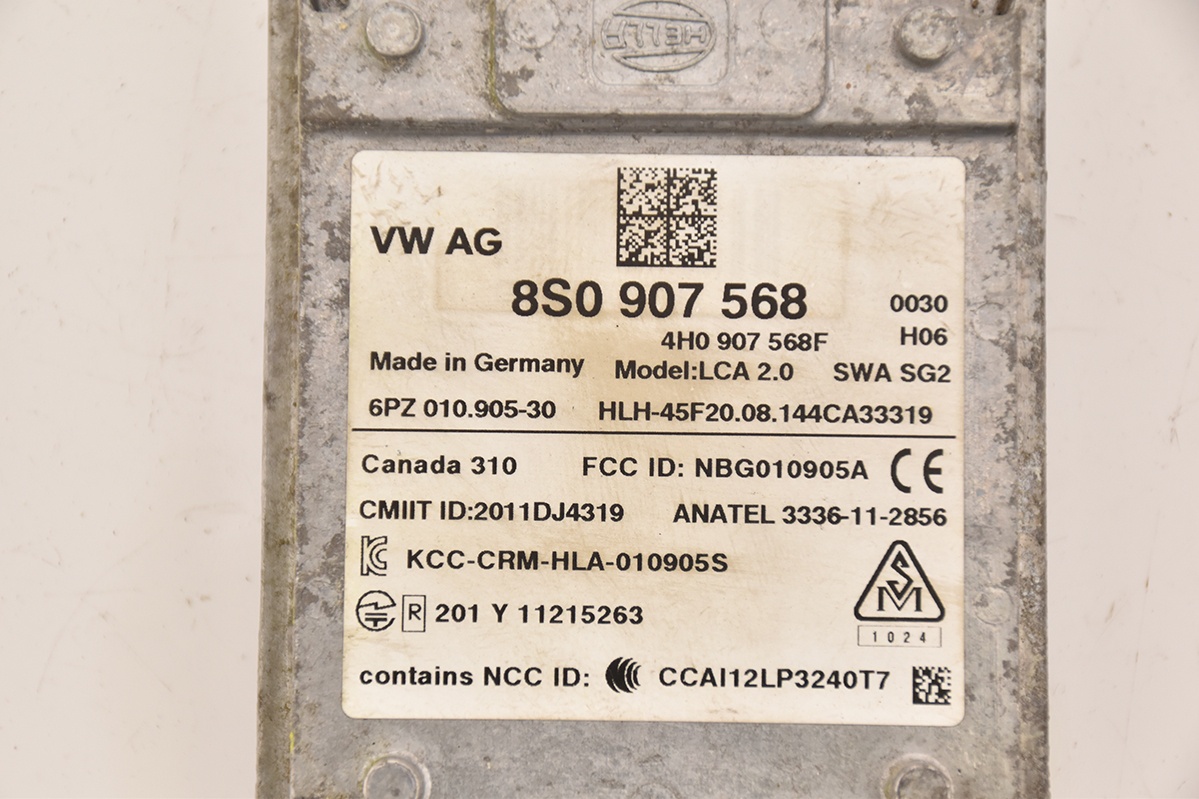 HELLA
VW AG
8S0 907 568 0030
4H0 907 568F H06
Made in Germany Model:LCA 2.0 SWA SG2
6PZ 010.905-30 HLH-45F20.08.144CA33319
Canada 310 FCC ID: NBG010905A CE
CMIIT ID:2011DJ4319 ANATEL 3336-11-2856
KC KCC-CRM-HLA-010905S
R 201 Y 11215263
SM
1024
contains NCC ID: CCAI12LP3240T7